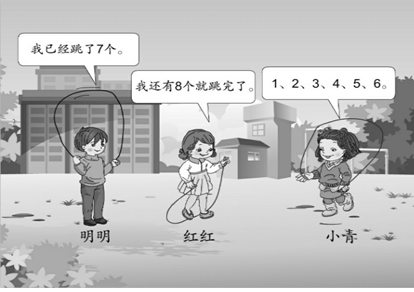 我已经跳了7个。
我还有8个就跳完了。
1、2、3、4、5、6。
明明
红红
小青